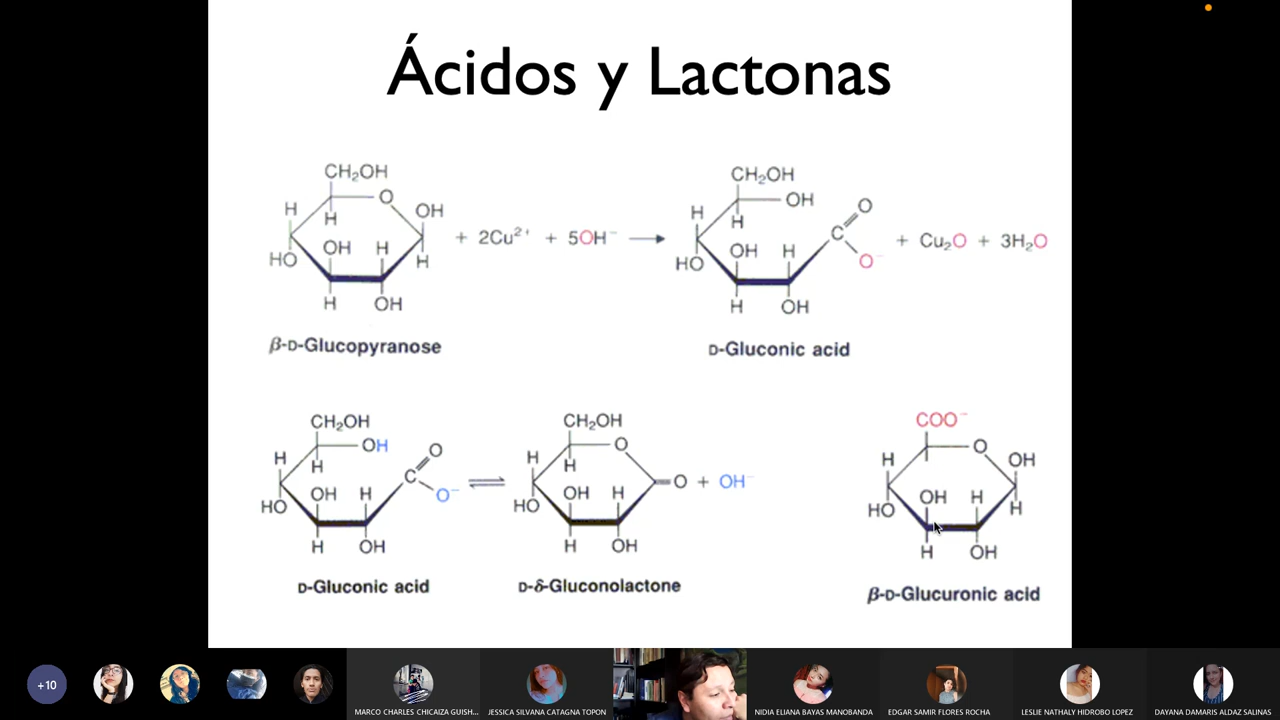 Ácidos y Lactonas
CH₂OH
O
H
OH
H
OH
H
HO
H
H
OH
+ 2Cu²⁺ + 5OH⁻ →
CH₂OH
OH
H
H
O
C
OH
H
HO
O⁻
H
OH
+ Cu₂O + 3H₂O
β-D-Glucopyranose
D-Gluconic acid
CH₂OH
OH
H
H
O
C
OH
H
O⁻
HO
H
OH
⇌
CH₂OH
O
H
H
OH
H
HO
H
OH
O + OH⁻
COO⁻
O
H
OH
OH
H
HO
H
H
OH
D-Gluconic acid
D-δ-Gluconolactone
β-D-Glucuronic acid
+10
MARCO CHARLES CHICAIZA GUISH...
JESSICA SILVANA CATAGNA TOPON
NIDIA ELIANA BAYAS MANOBANDA
EDGAR SAMIR FLORES ROCHA
LESLIE NATHALY HIDROBO LOPEZ
DAYANA DAMARIS ALDAZ SALINAS